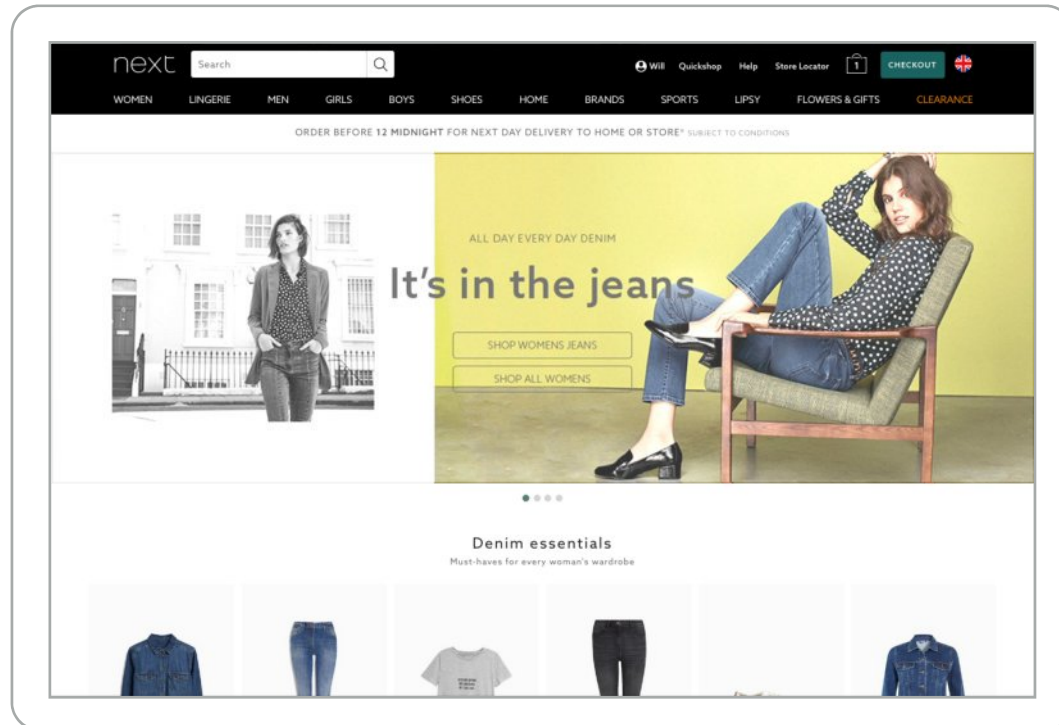 next
Search
Will Quickshop Help Store Locator 1 CHECKOUT
WOMEN LINGERIE MEN GIRLS BOYS SHOES HOME BRANDS SPORTS LIPSY FLOWERS & GIFTS CLEARANCE
ORDER BEFORE 12 MIDNIGHT FOR NEXT DAY DELIVERY TO HOME OR STORE* SUBJECT TO CONDITIONS
ALL DAY EVERY DAY DENIM
It's in the jeans
SHOP WOMENS JEANS
SHOP ALL WOMENS
Denim essentials
Must-haves for every woman's wardrobe